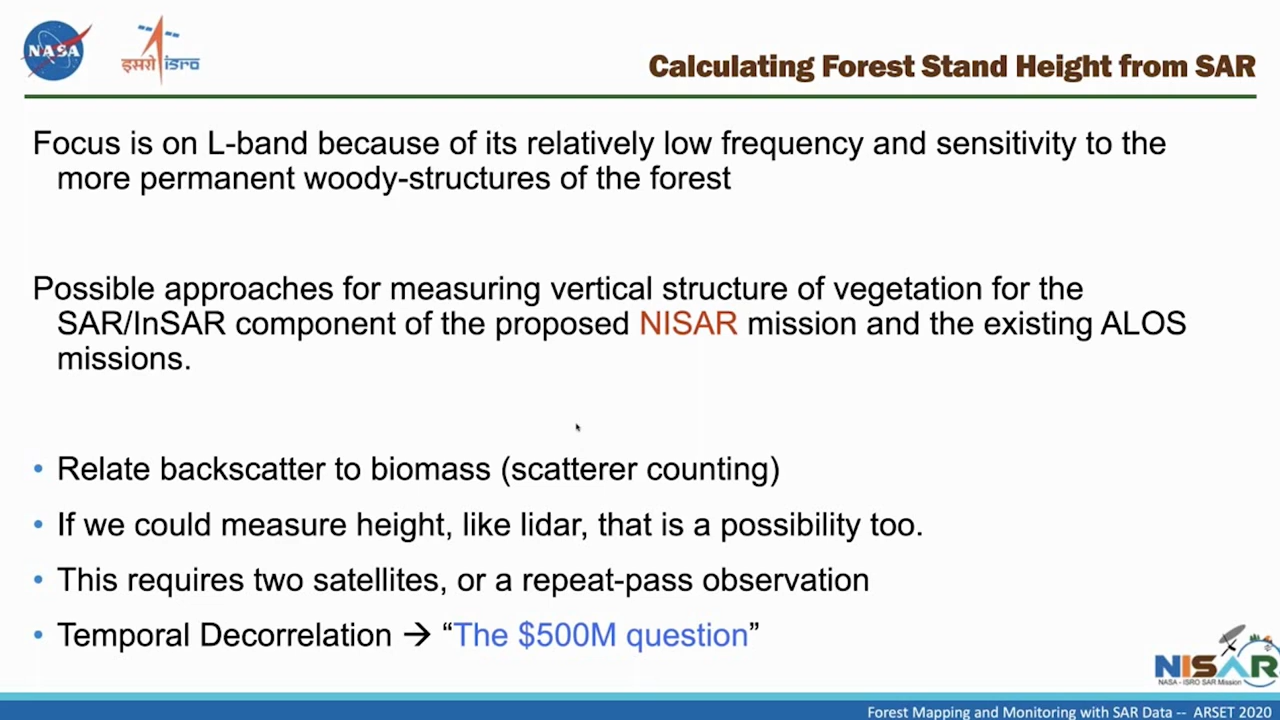 NASA
इसरो isro
Calculating Forest Stand Height from SAR
Focus is on L-band because of its relatively low frequency and sensitivity to the
more permanent woody-structures of the forest
Possible approaches for measuring vertical structure of vegetation for the
SAR/InSAR component of the proposed NISAR mission and the existing ALOS
missions.
• Relate backscatter to biomass (scatterer counting)
• If we could measure height, like lidar, that is a possibility too.
• This requires two satellites, or a repeat-pass observation
• Temporal Decorrelation → “The $500M question”
NISAR
NASA - ISRO SAR Mission
Forest Mapping and Monitoring with SAR Data -- ARSET 2020